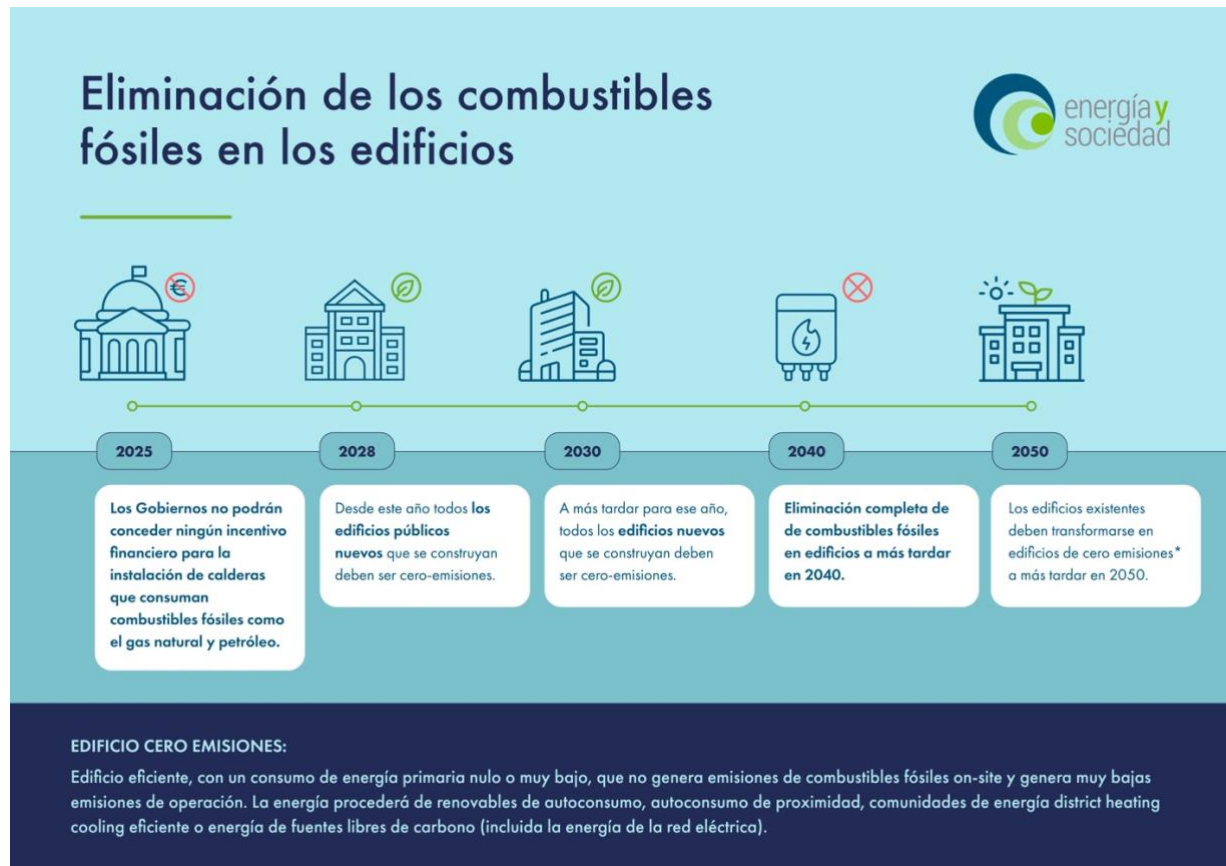 Eliminación de los combustibles
fósiles en los edificios
energía y
sociedad
€
2025
Los Gobiernos no podrán
conceder ningún incentivo
financiero para la
instalación de calderas
que consuman
combustibles fósiles como
el gas natural y petróleo.
2028
Desde este año todos los
edificios públicos
nuevos que se construyan
deben ser cero-emisiones.
2030
A más tardar para ese año,
todos los edificios nuevos
que se construyan deben
ser cero-emisiones.
2040
Eliminación completa de
de combustibles fósiles
en edificios a más tardar
en 2040.
2050
Los edificios existentes
deben transformarse en
edificios de cero emisiones*
a más tardar en 2050.
EDIFICIO CERO EMISIONES:
Edificio eficiente, con un consumo de energía primaria nulo o muy bajo, que no genera emisiones de combustibles fósiles on-site y genera muy bajas
emisiones de operación. La energía procederá de renovables de autoconsumo, autoconsumo de proximidad, comunidades de energía district heating
cooling eficiente o energía de fuentes libres de carbono (incluida la energía de la red eléctrica).